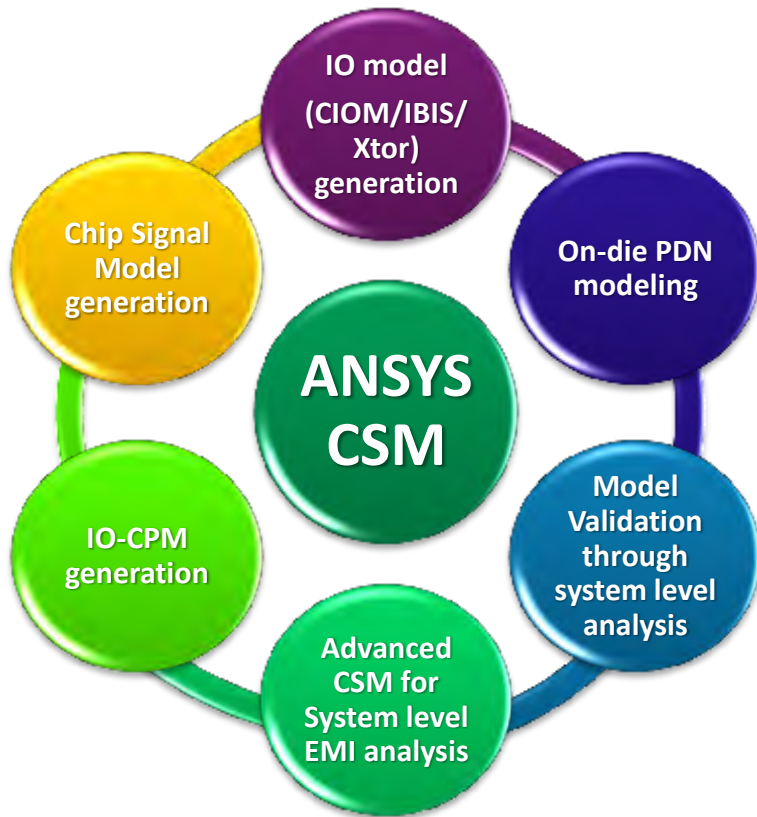 IO model
(CIOM/IBIS/
Xtor)
generation
On-die PDN
modeling
Model
Validation
through
system level
analysis
Advanced
CSM for
System level
EMI analysis
IO-CPM
generation
Chip Signal
Model
generation
ANSYS
CSM